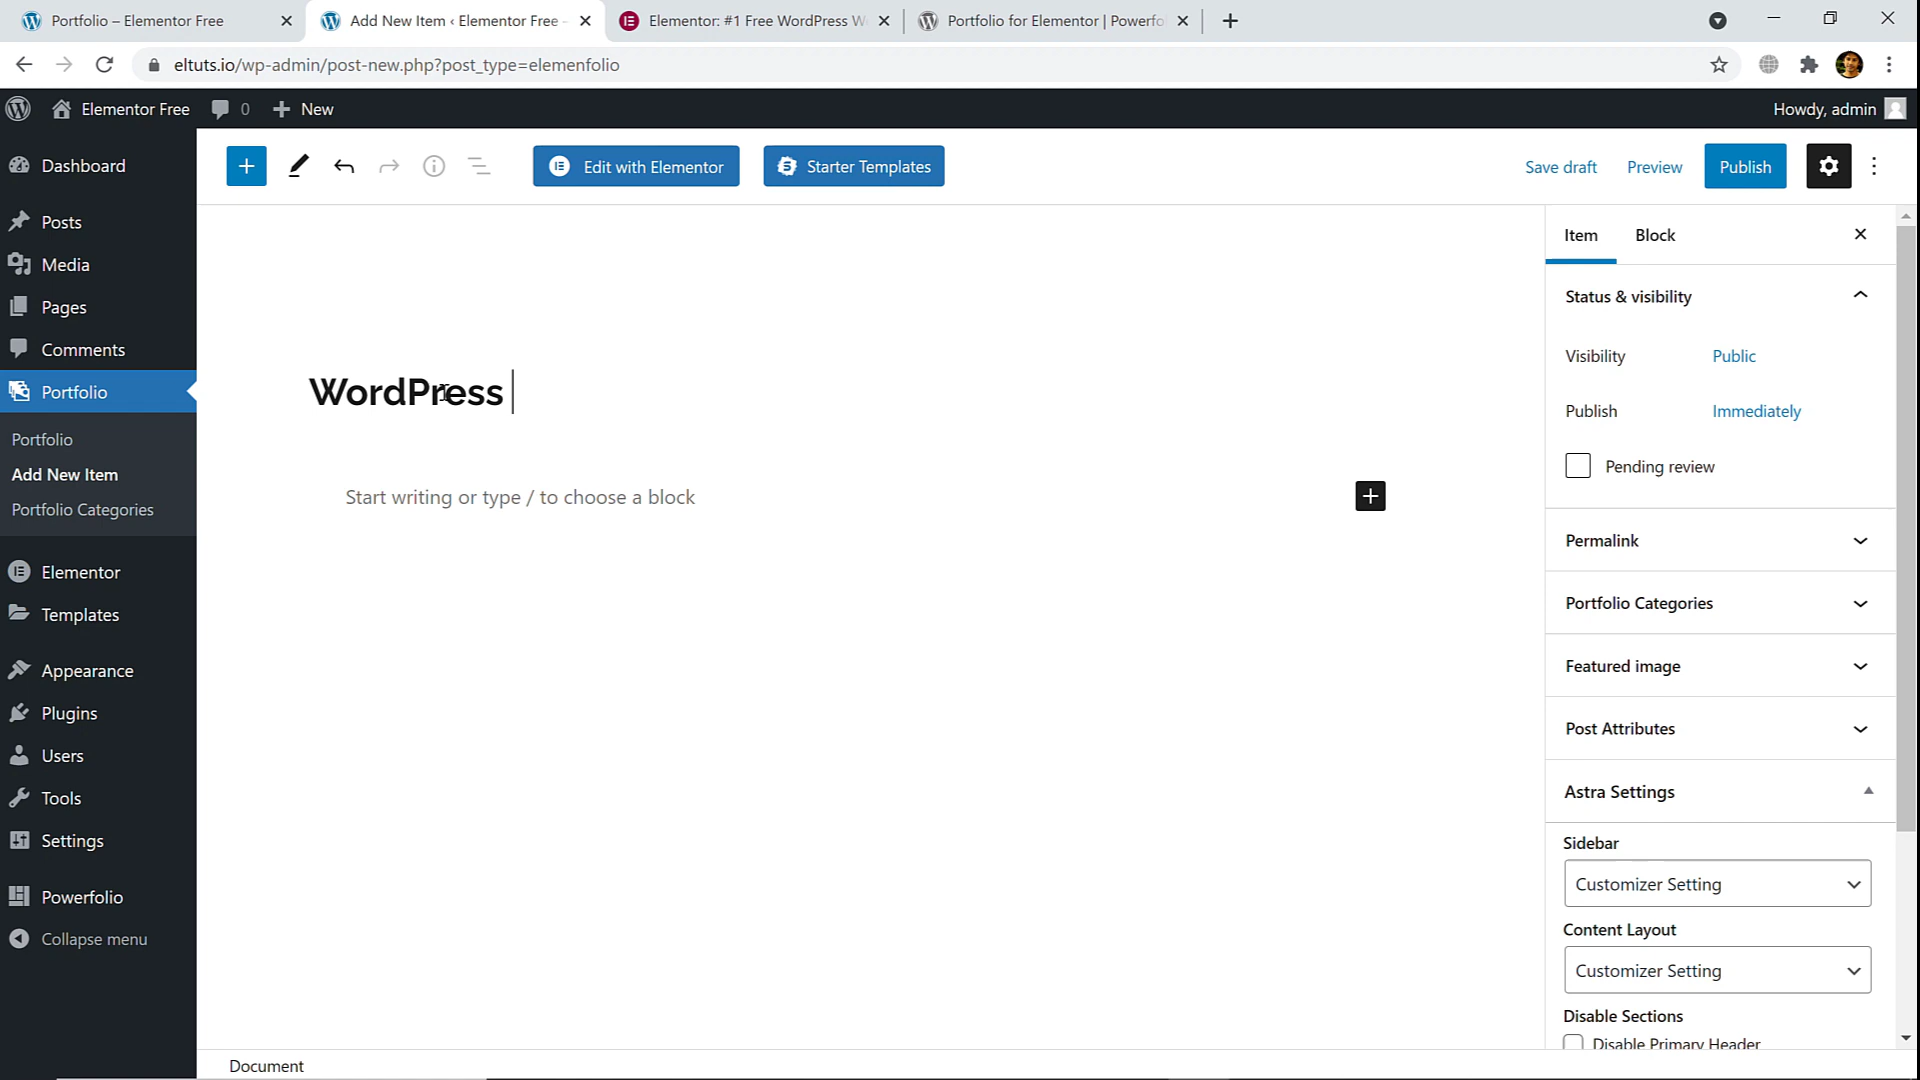 Portfolio – Elementor Free
Add New Item ‹ Elementor Free -
Elementor: #1 Free WordPress W
Portfolio for Elementor | Powerfo
eltuts.io/wp-admin/post-new.php?post_type=elemenfolio
Elementor Free
0
New
Howdy, admin
Dashboard
Posts
Media
Pages
Comments
Portfolio
Portfolio
Add New Item
Portfolio Categories
Elementor
Templates
Appearance
Plugins
Users
Tools
Settings
Powerfolio
Collapse menu
Edit with Elementor
Starter Templates
Save draft
Preview
Publish
WordPress
Start writing or type / to choose a block
Item
Block
Status & visibility
Visibility
Public
Publish
Immediately
Pending review
Permalink
Portfolio Categories
Featured image
Post Attributes
Astra Settings
Sidebar
Customizer Setting
Content Layout
Customizer Setting
Disable Sections
Disable Primary Header
Document